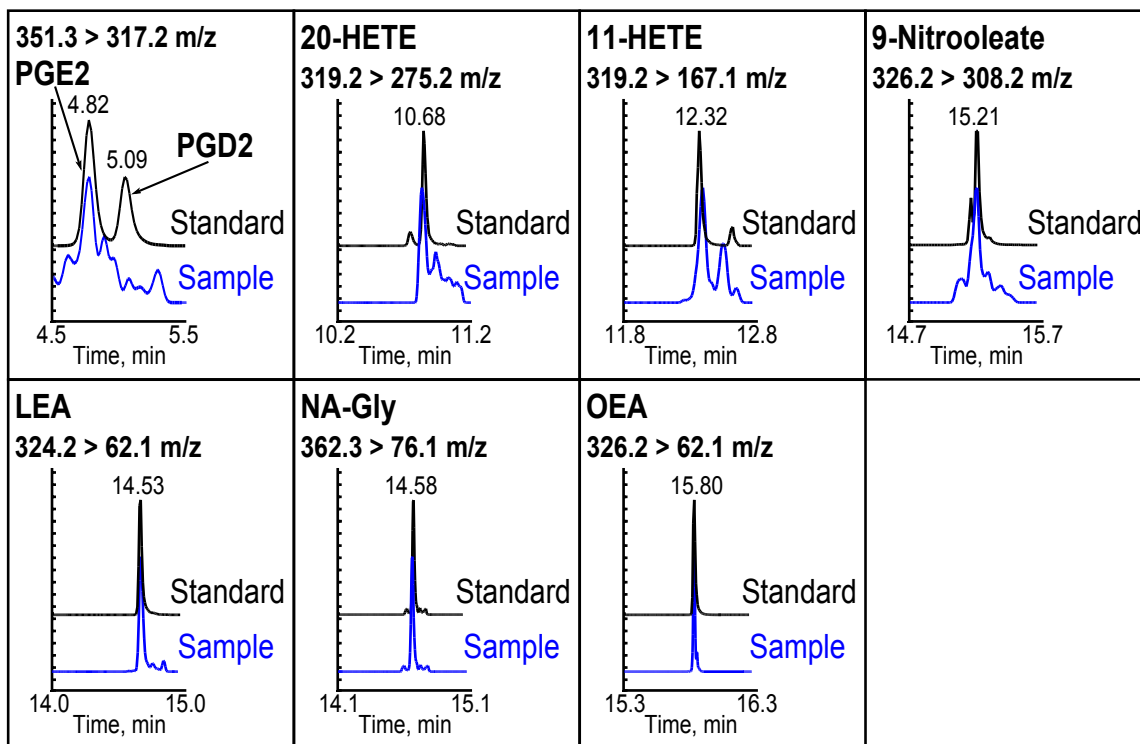 351.3 > 317.2 m/z
PGE2
4.82
5.09
PGD2
Standard
Sample
4.5 5.5
Time, min
20-HETE
319.2 > 275.2 m/z
10.68
Standard
Sample
10.2 11.2
Time, min
11-HETE
319.2 > 167.1 m/z
12.32
Standard
Sample
11.8 12.8
Time, min
9-Nitrooleate
326.2 > 308.2 m/z
15.21
Standard
Sample
14.7 15.7
Time, min
LEA
324.2 > 62.1 m/z
14.53
Standard
Sample
14.0 15.0
Time, min
NA-Gly
362.3 > 76.1 m/z
14.58
Standard
Sample
14.1 15.1
Time, min
OEA
326.2 > 62.1 m/z
15.80
Standard
Sample
15.3 16.3
Time, min